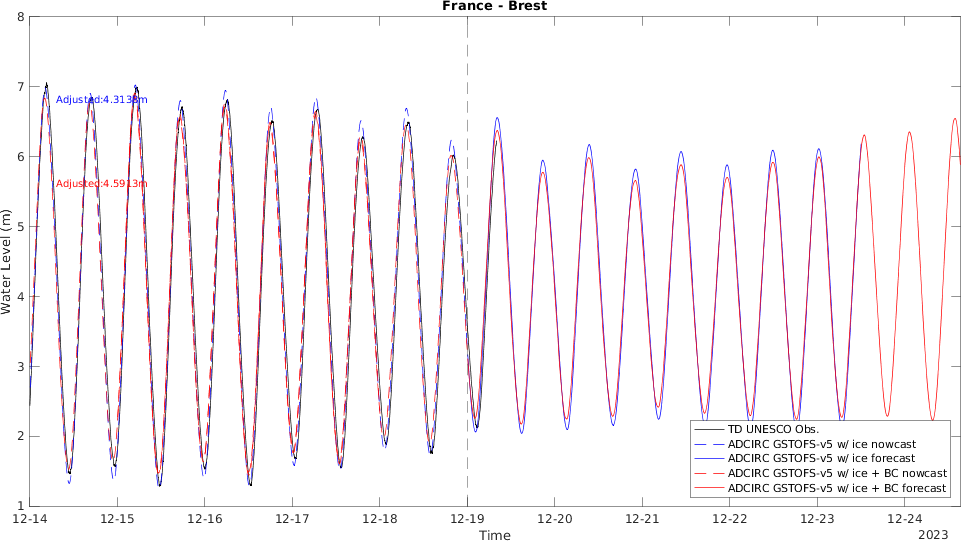 France - Brest
8
7
6
5
4
3
2
1
Water Level (m)
Adjusted:4.3138m
Adjusted:4.5913m
TD UNESCO Obs.
ADCIRC GSTOFS-v5 w/ ice nowcast
ADCIRC GSTOFS-v5 w/ ice forecast
ADCIRC GSTOFS-v5 w/ ice + BC nowcast
ADCIRC GSTOFS-v5 w/ ice + BC forecast
12-14 12-15 12-16 12-17 12-18 12-19 12-20 12-21 12-22 12-23 12-24
Time
2023